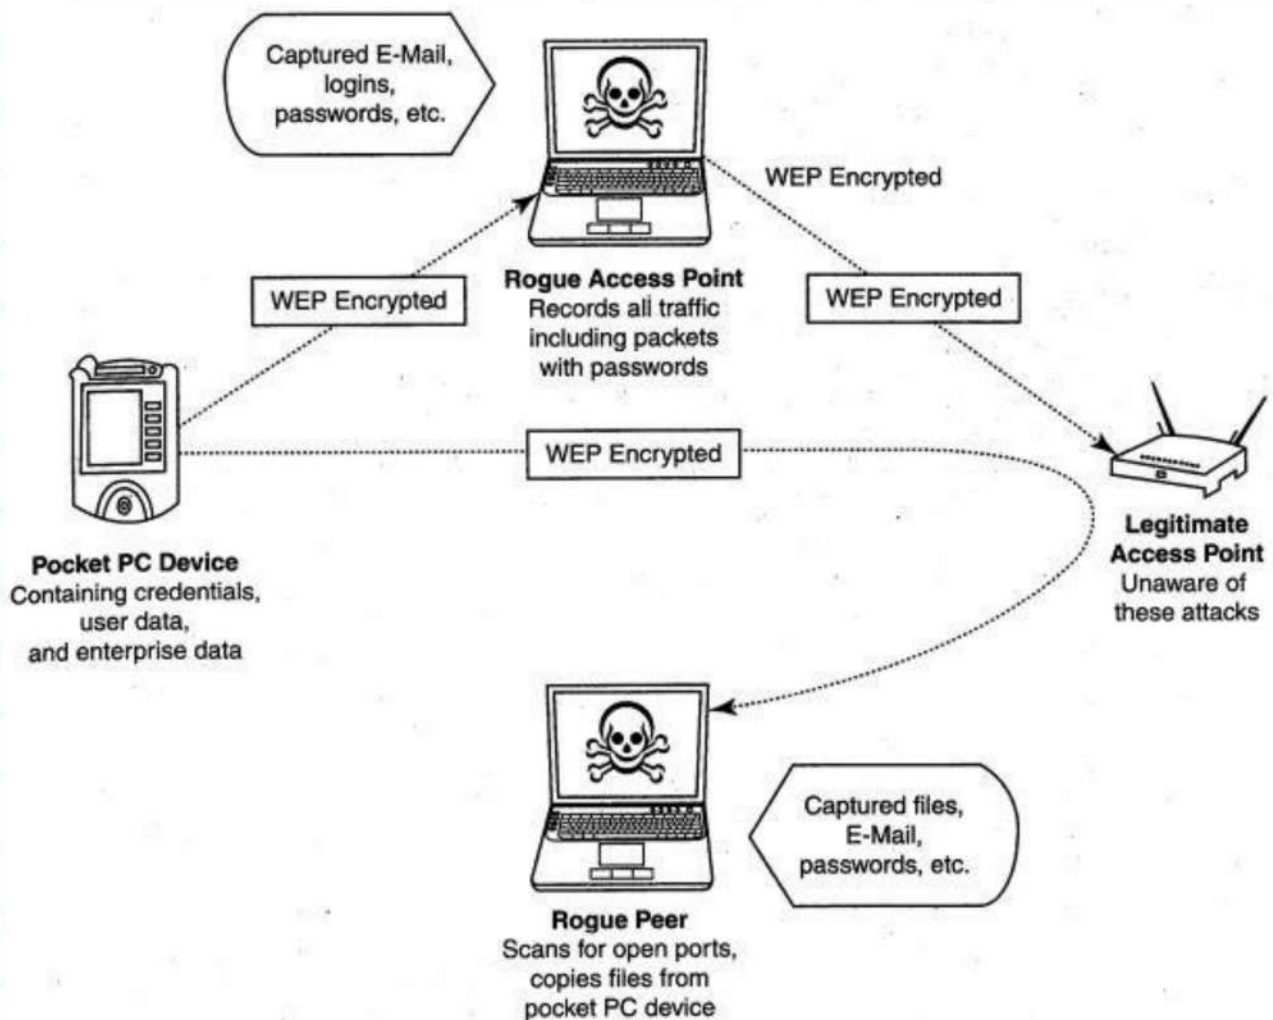 Captured E-Mail,
logins,
passwords, etc.
WEP Encrypted
WEP Encrypted
Rogue Access Point
Records all traffic
including packets
with passwords
WEP Encrypted
WEP Encrypted
Pocket PC Device
Containing credentials,
user data,
and enterprise data
Legitimate
Access Point
Unaware of
these attacks
Captured files,
E-Mail,
passwords, etc.
Rogue Peer
Scans for open ports,
copies files from
pocket PC device